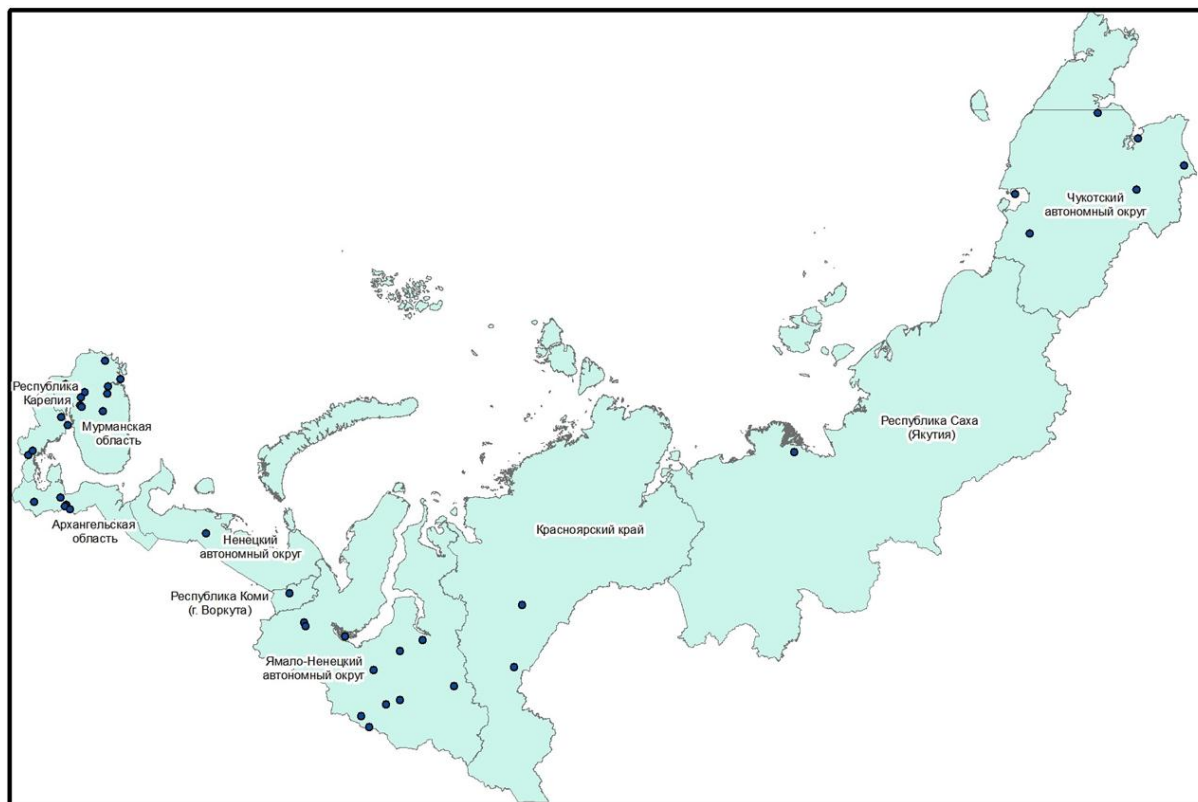 Чукотский
автономный округ
Республика
Карелия
Мурманская
область
Республика Саха
(Якутия)
Архангельская
область
Красноярский край
Ненецкий
автономный округ
Республика Коми
(г. Воркута)
Ямало-Ненецкий
автономный округ